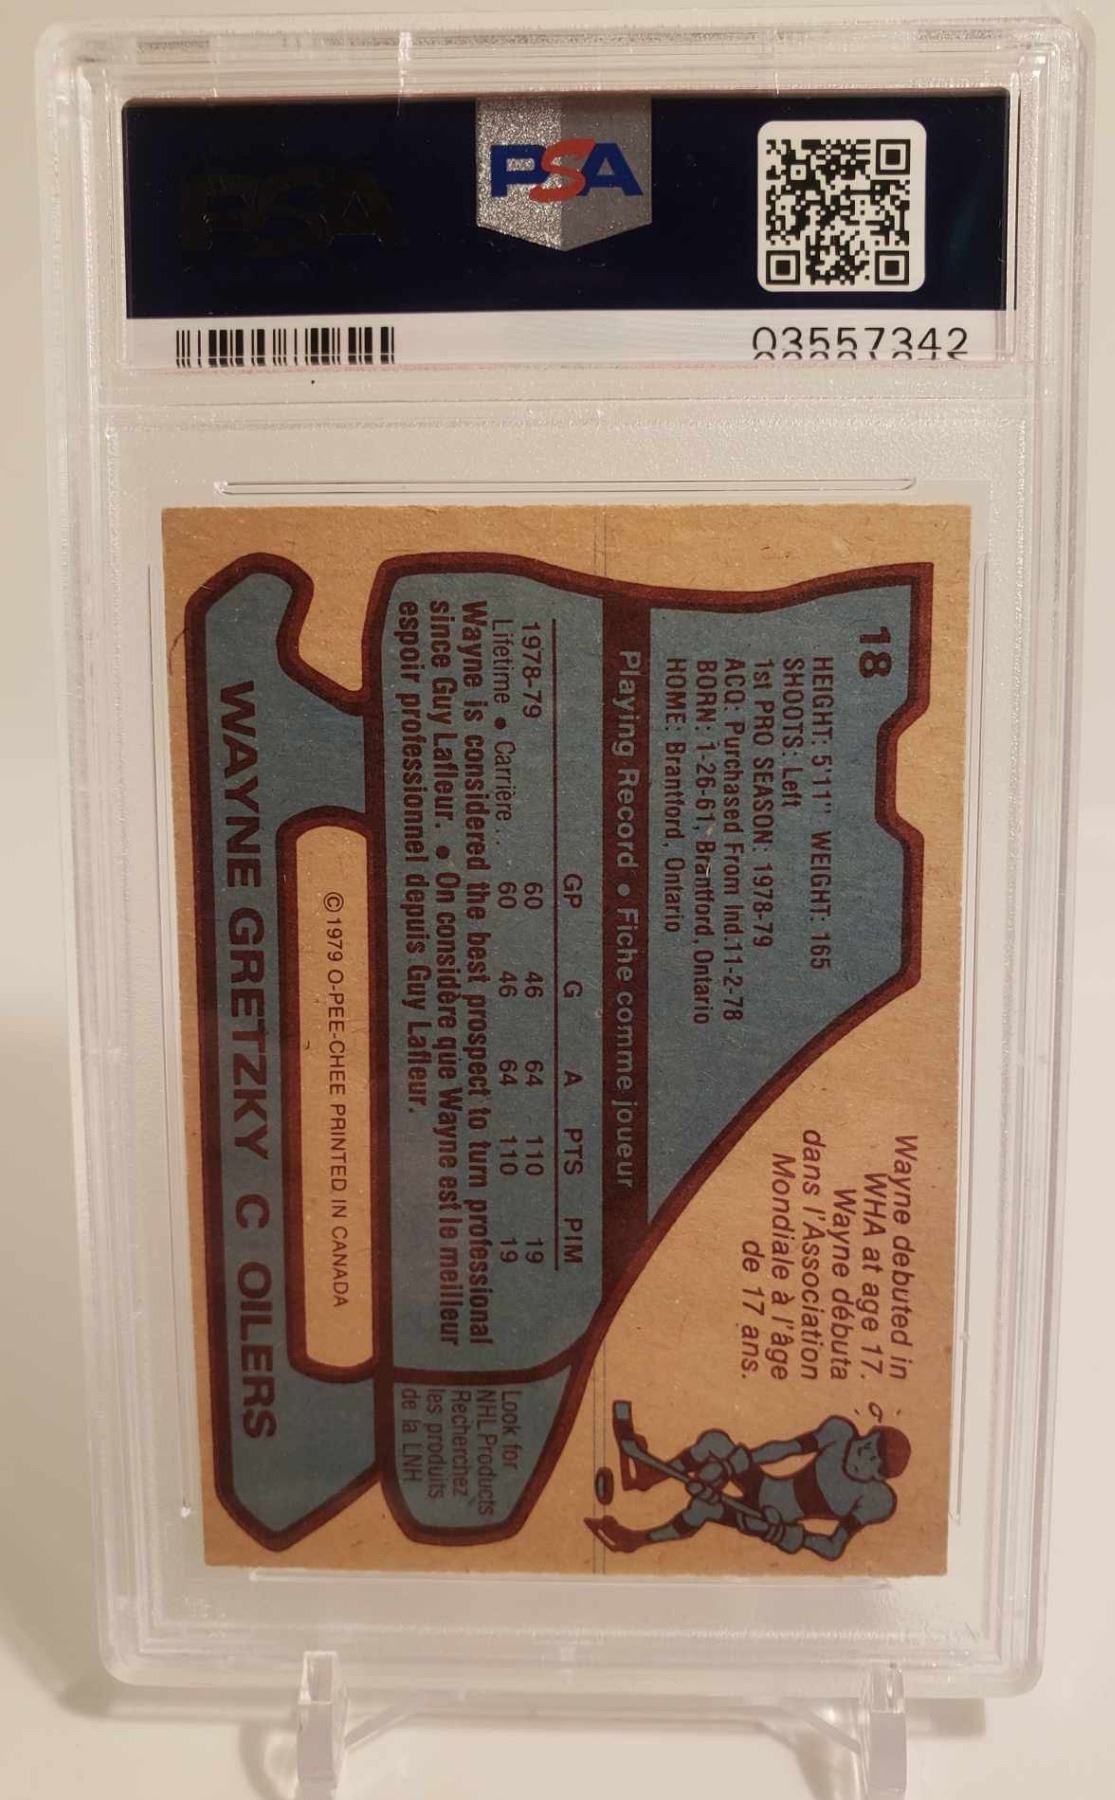 PSA
03557342
18
HEIGHT: 5'11" WEIGHT: 165
SHOOTS: Left
1st PRO SEASON: 1978-79
ACQ: Purchased From Ind.11-2-78
BORN: 1-26-61, Brantford, Ontario
HOME: Brantford, Ontario
Wayne debuted in
WHA at age 17.
Wayne débuta
dans l'Association
Mondiale à l'âge
de 17 ans.
Playing Record • Fiche comme joueur
GP G A PTS PIM
1978-79 60 46 64 110 19
Lifetime • Carrière . . 60 46 64 110 19
Wayne is considered the best prospect to turn professional
since Guy Lafleur. • On considère que Wayne est le meilleur
espoir professionnel depuis Guy Lafleur.
Look for
NHL Products
Recherchez
les produits
de la LNH
©1979 O-PEE-CHEE PRINTED IN CANADA
WAYNE GRETZKY C OILERS